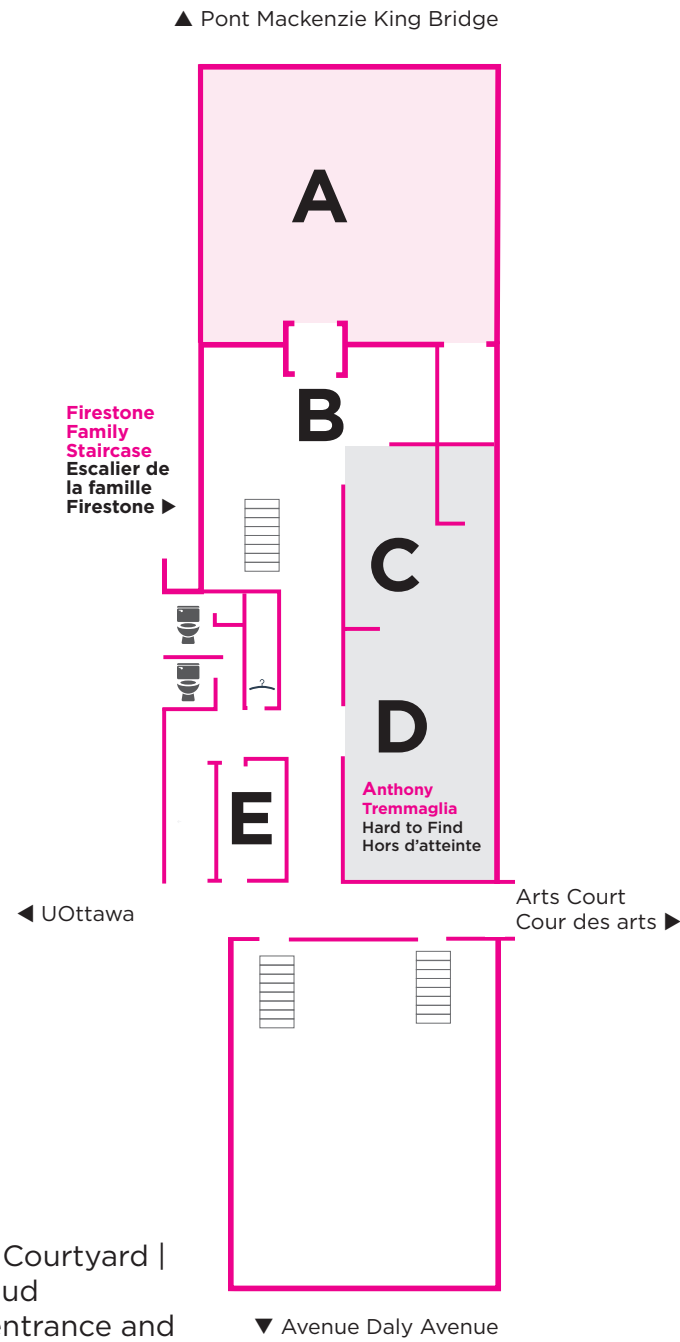 ▲ Pont Mackenzie King Bridge
A
B
Firestone
Family
Staircase
Escalier de
la famille
Firestone ▶
C
D
Anthony
Tremmaglia
Hard to Find
Hors d'atteinte
E
◀ UOttawa
Arts Court
Cour des arts ▶
Courtyard |
ud
entrance and
▼ Avenue Daly Avenue